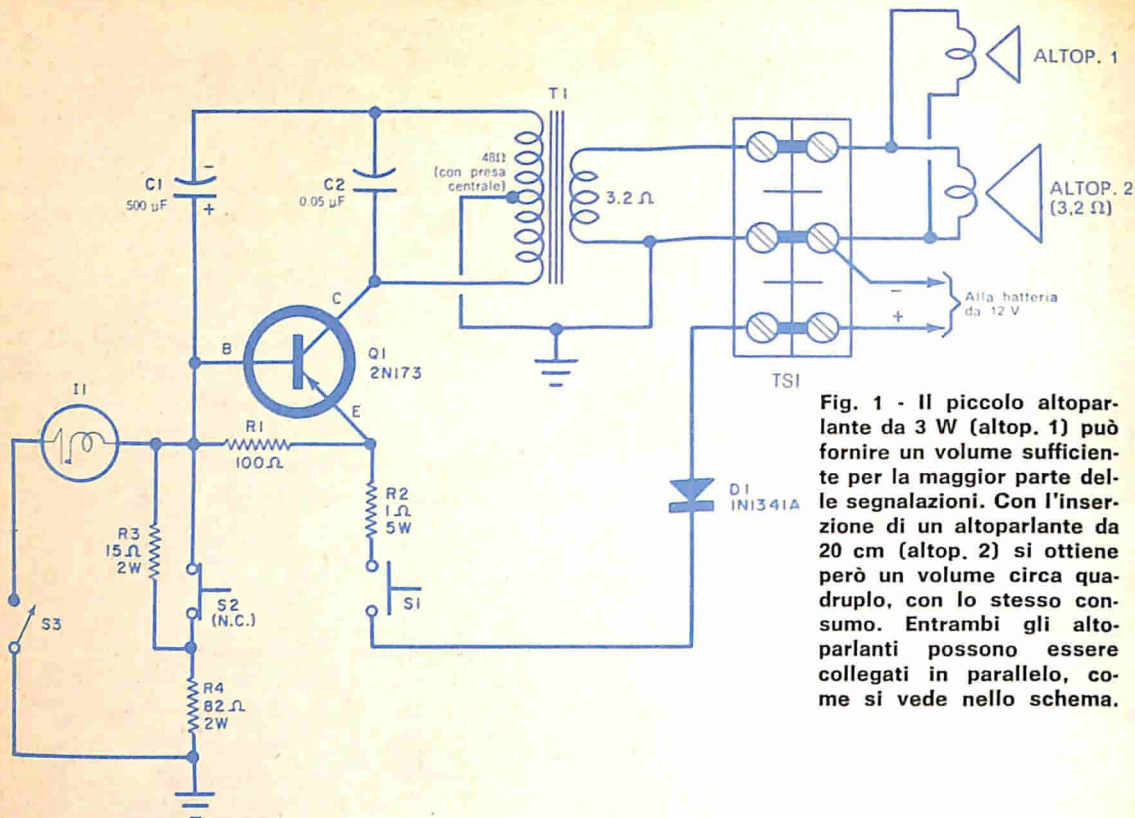 T1
ALTOP. 1
C1
500 µF
-
+
C2
0.05 µF
48Ω
(con presa
centrale)
3.2 Ω
ALTOP. 2
(3,2 Ω)
-
+
Alla batteria
da 12 V
TS1
C
B
Q1
2N173
E
I1
R1
100Ω
R2
1Ω
5W
R3
15Ω
2W
S2
(N.C.)
S1
S3
R4
82Ω
2W
D1
1N1341A
Fig. 1 - Il piccolo altopar-
lante da 3 W (altop. 1) può
fornire un volume sufficien-
te per la maggior parte del-
le segnalazioni. Con l'inser-
zione di un altoparlante da
20 cm (altop. 2) si ottiene
però un volume circa qua-
druplo, con lo stesso con-
sumo. Entrambi gli alto-
parlanti possono essere
collegati in parallelo, co-
me si vede nello schema.